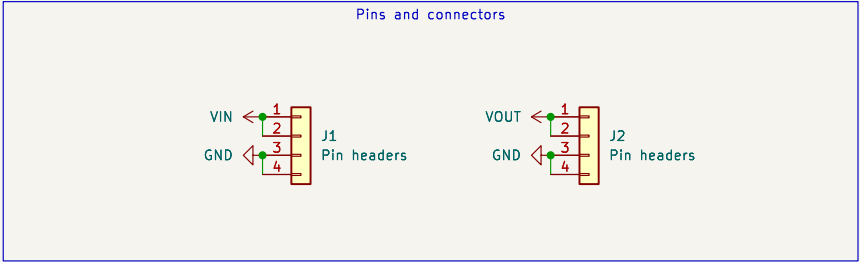 Pins and connectors
VIN 1 VOUT 1
2 J1 2 J2
GND 3 Pin headers GND 3 Pin headers
4 4